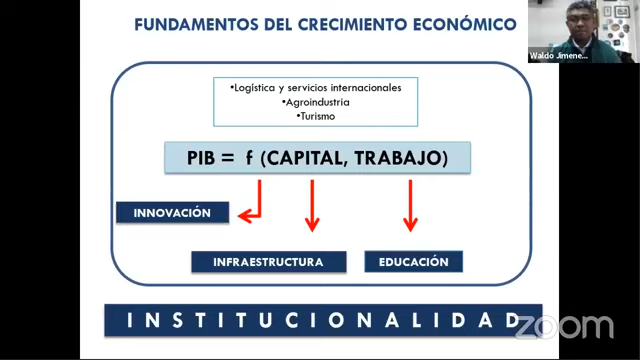 FUNDAMENTOS DEL CRECIMIENTO ECONÓMICO
Waldo Jimene...
•Logística y servicios internacionales
•Agroindustria
•Turismo
PIB = f (CAPITAL, TRABAJO)
INNOVACIÓN
INFRAESTRUCTURA
EDUCACIÓN
INSTITUCIONALIDAD
zoom